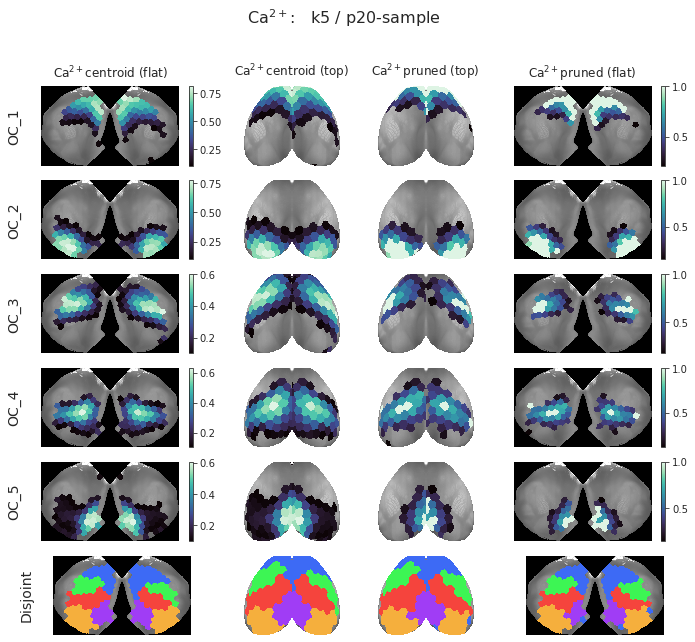 Ca²⁺:   k5 / p20-sample
Ca²⁺centroid (flat)
Ca²⁺centroid (top)
Ca²⁺pruned (top)
Ca²⁺pruned (flat)
OC_1
0.75
0.50
0.25
1.0
0.5
OC_2
0.75
0.50
0.25
1.0
0.5
OC_3
0.6
0.4
0.2
1.0
0.5
OC_4
0.6
0.4
0.2
1.0
0.5
OC_5
0.6
0.4
0.2
1.0
0.5
Disjoint